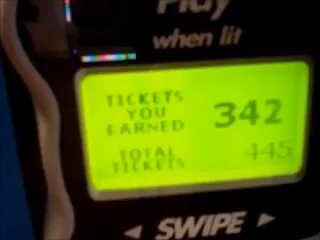 Play
when lit
TICKETS
YOU
EARNED
342
TOTAL
TICKETS
445
◄ SWIPE ►